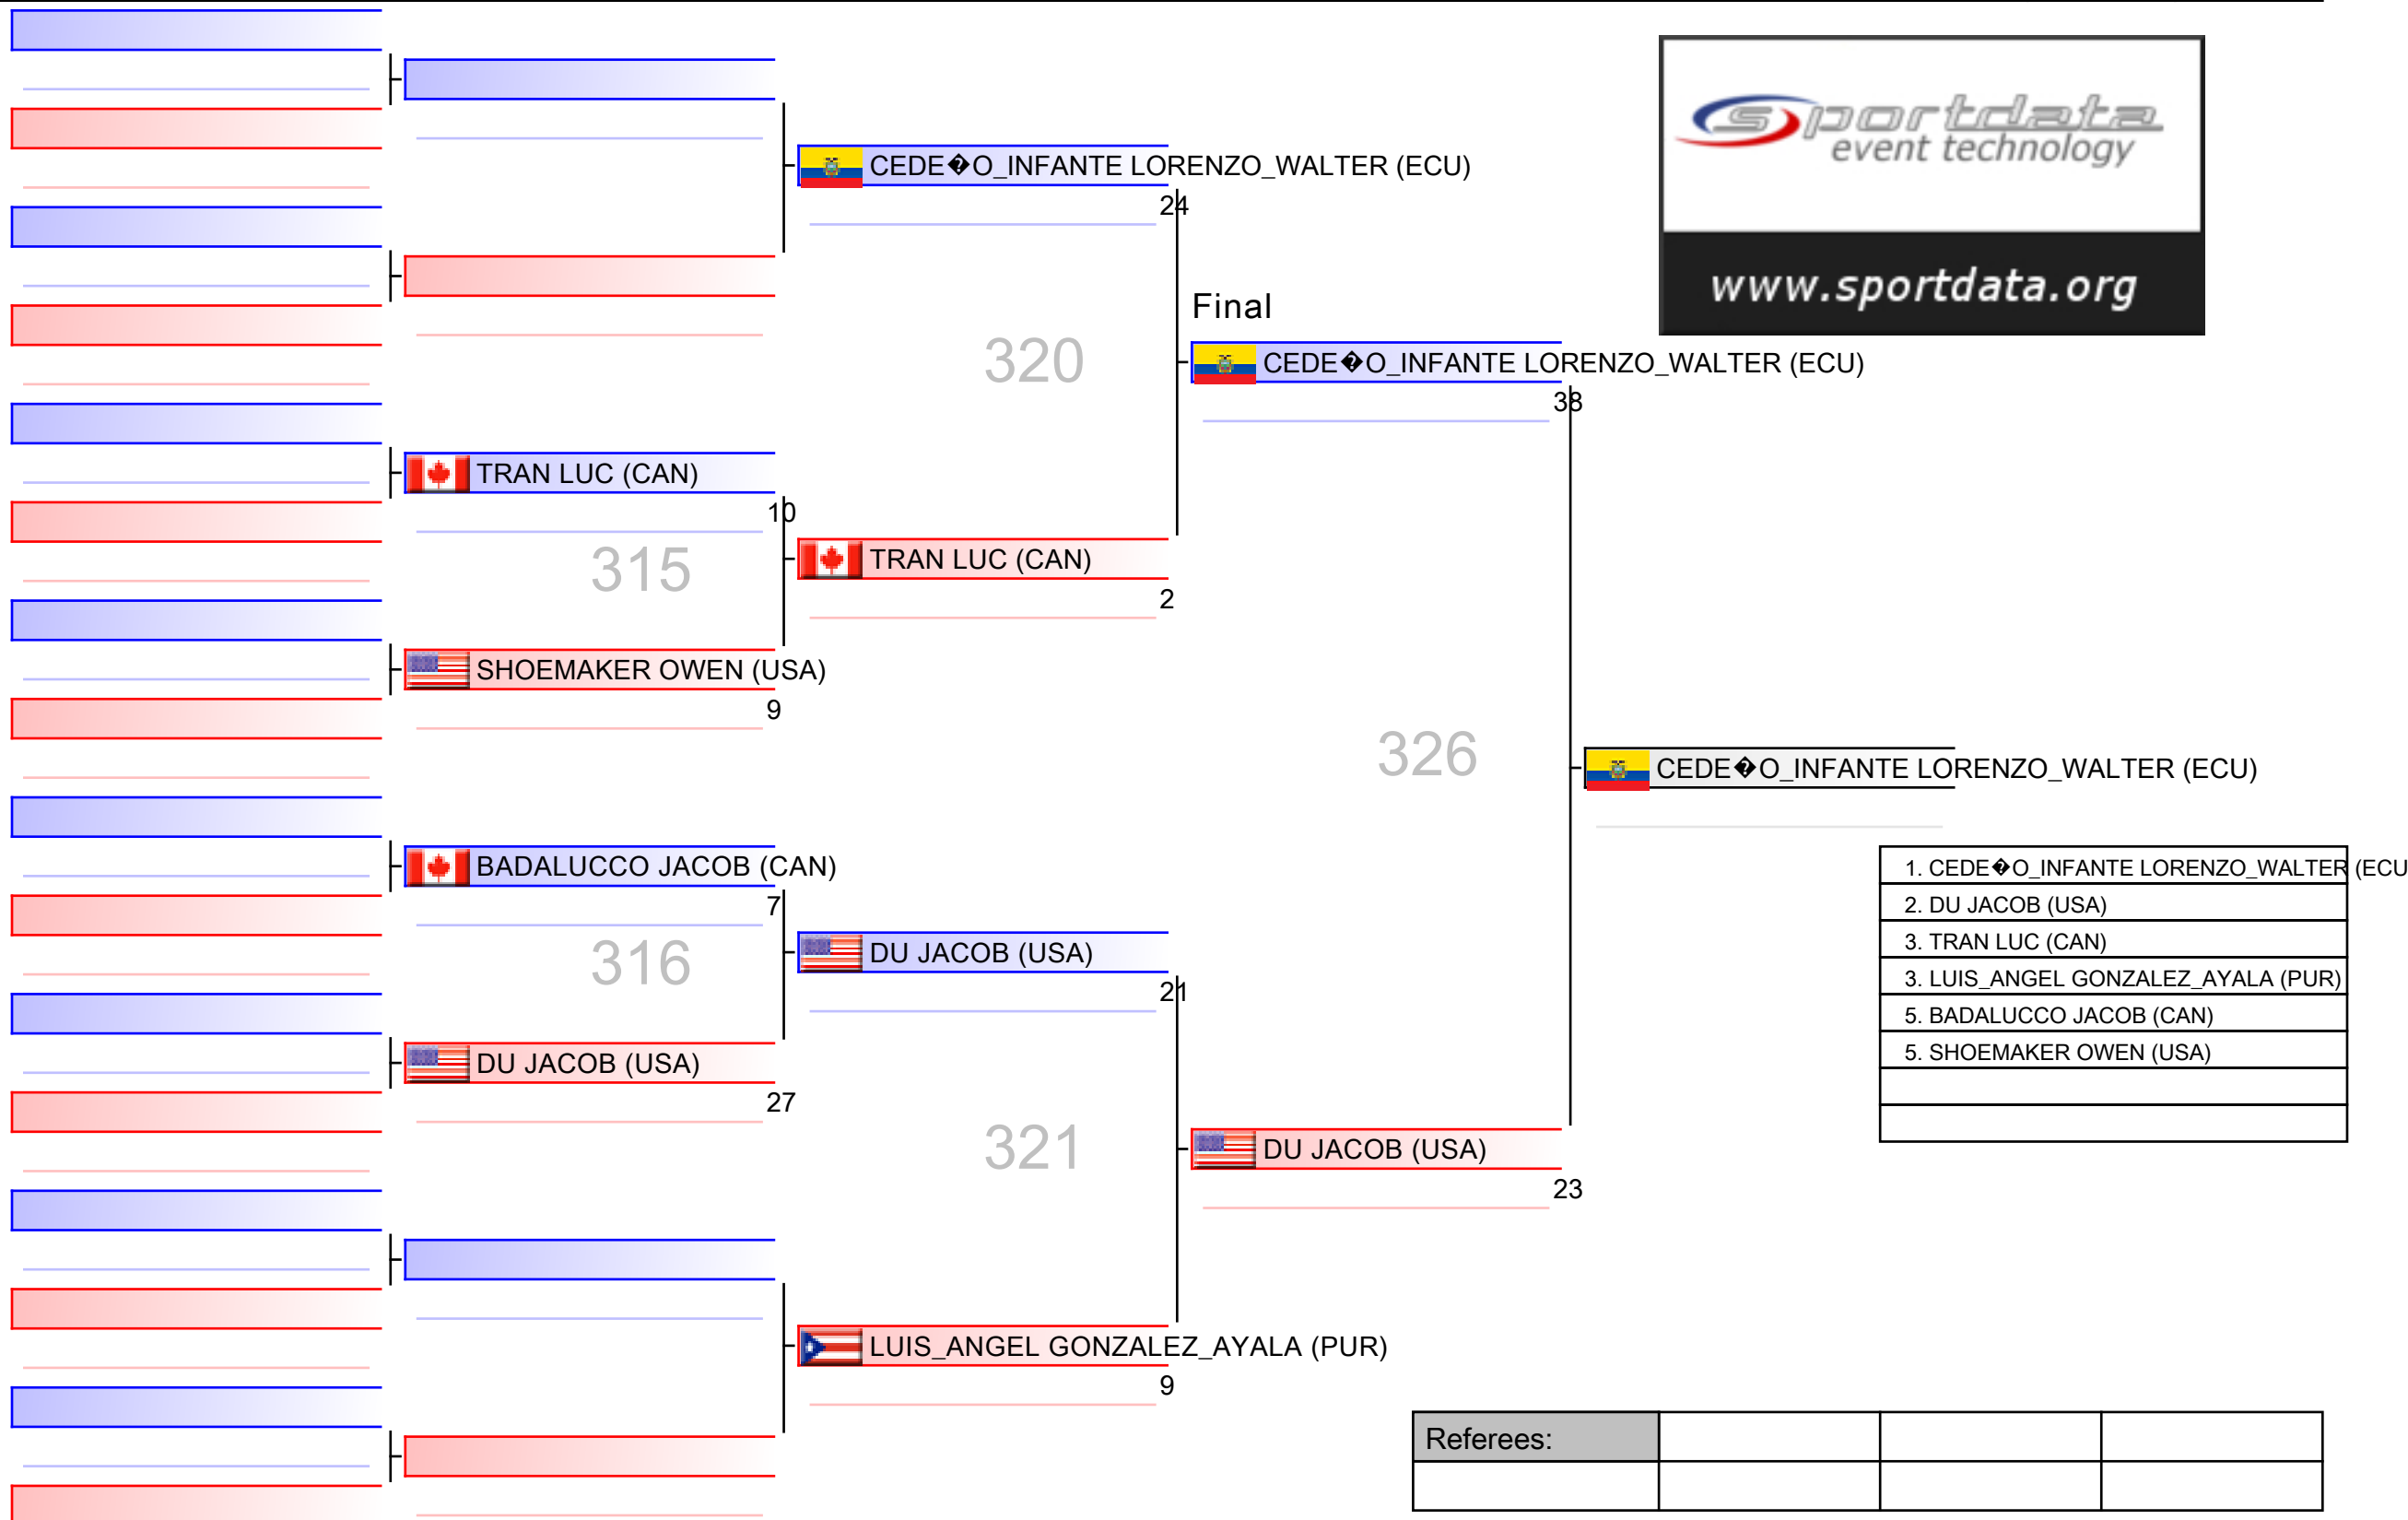 sportdata
event technology
www.sportdata.org
CEDE�O_INFANTE LORENZO_WALTER (ECU)
24
Final
320
CEDE�O_INFANTE LORENZO_WALTER (ECU)
38
TRAN LUC (CAN)
10
315
TRAN LUC (CAN)
2
SHOEMAKER OWEN (USA)
9
326
CEDE�O_INFANTE LORENZO_WALTER (ECU)
BADALUCCO JACOB (CAN)
7
316
DU JACOB (USA)
21
DU JACOB (USA)
27
321
DU JACOB (USA)
23
LUIS_ANGEL GONZALEZ_AYALA (PUR)
9
1. CEDE�O_INFANTE LORENZO_WALTER (ECU
2. DU JACOB (USA)
3. TRAN LUC (CAN)
3. LUIS_ANGEL GONZALEZ_AYALA (PUR)
5. BADALUCCO JACOB (CAN)
5. SHOEMAKER OWEN (USA)
Referees: